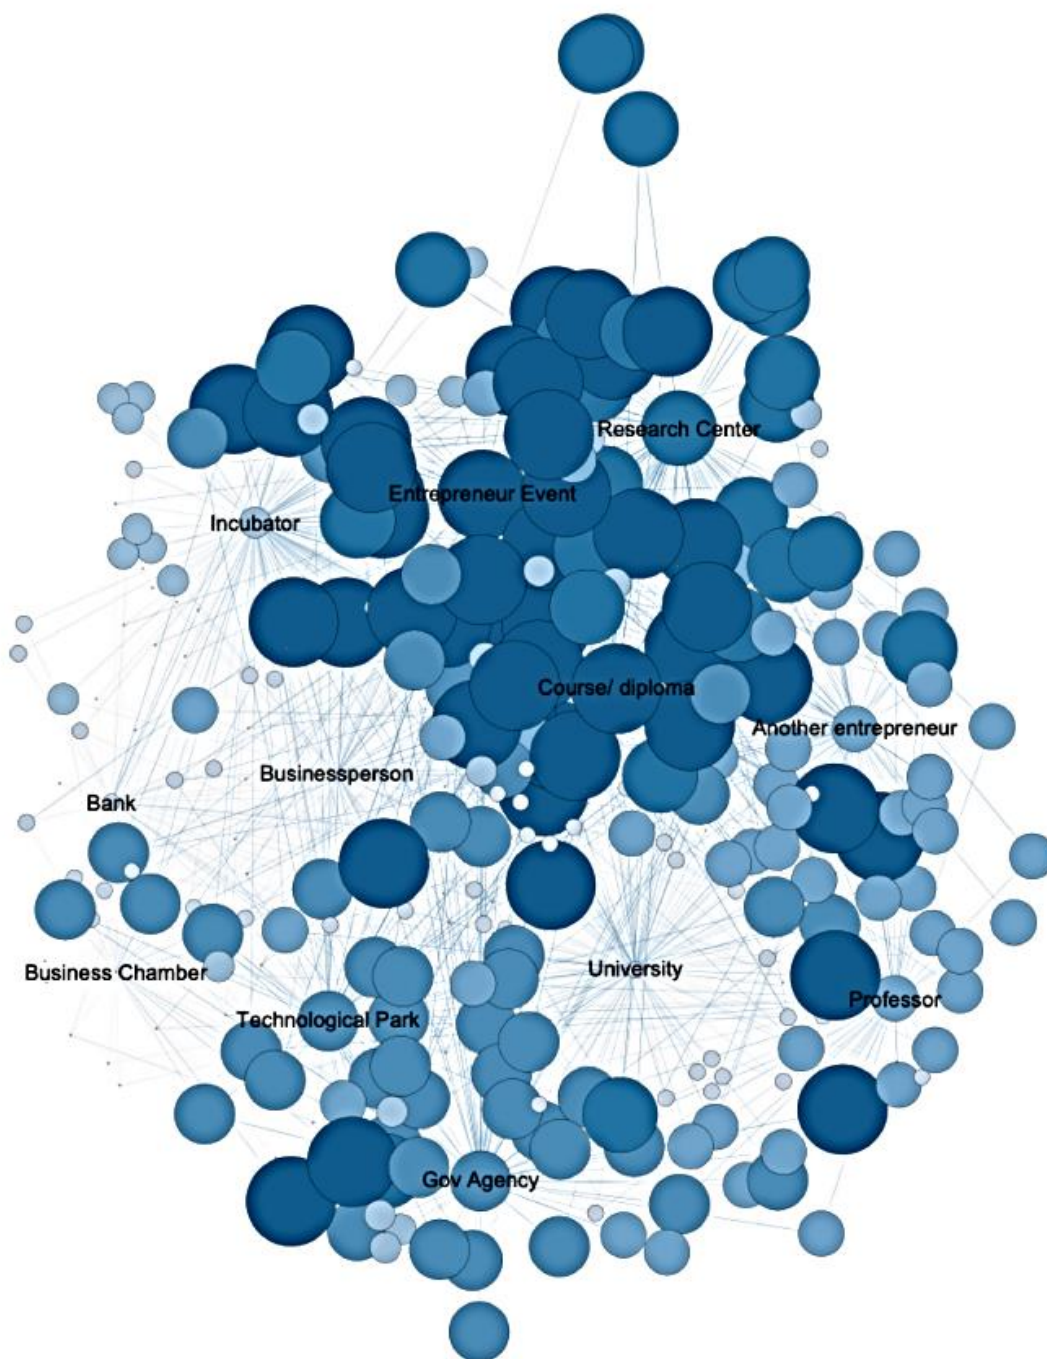 Research Center
Entrepreneur Event
Incubator
Course/ diploma
Another entrepreneur
Businessperson
Bank
University
Business Chamber
Professor
Technological Park
Gov Agency